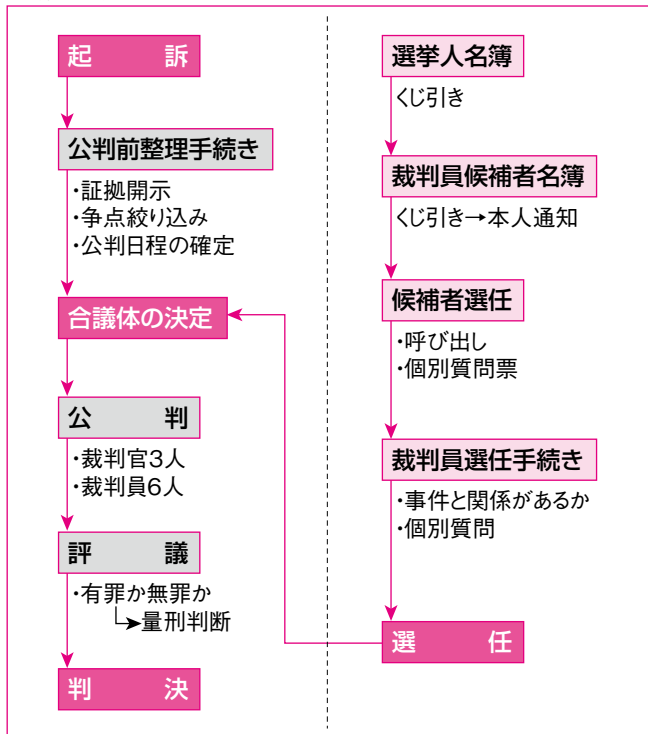 起訴
公判前整理手続き
・証拠開示
・争点絞り込み
・公判日程の確定
合議体の決定
公判
・裁判官3人
・裁判員6人
評議
・有罪か無罪か
量刑判断
判決
選挙人名簿
くじ引き
裁判員候補者名簿
くじ引き→本人通知
候補者選任
・呼び出し
・個別質問票
裁判員選任手続き
・事件と関係があるか
・個別質問
選任